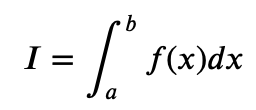 I = ∫_a^b f(x)dx